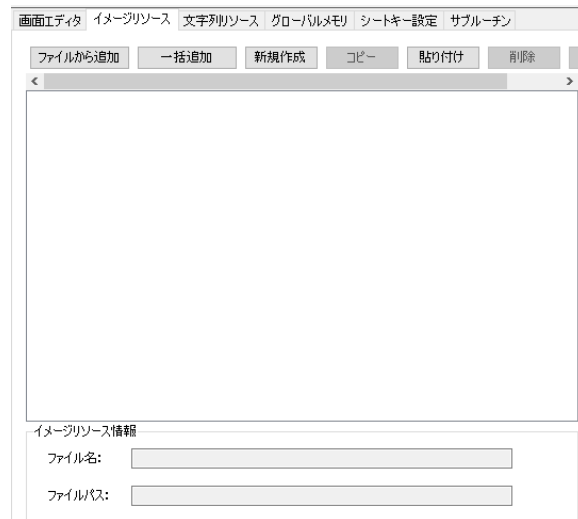 画面エディタ イメージリソース 文字列リソース グローバルメモリ シートキー設定 サブルーチン
ファイルから追加 一括追加 新規作成 コピー 貼り付け 削除
イメージリソース情報
ファイル名:
ファイルパス: